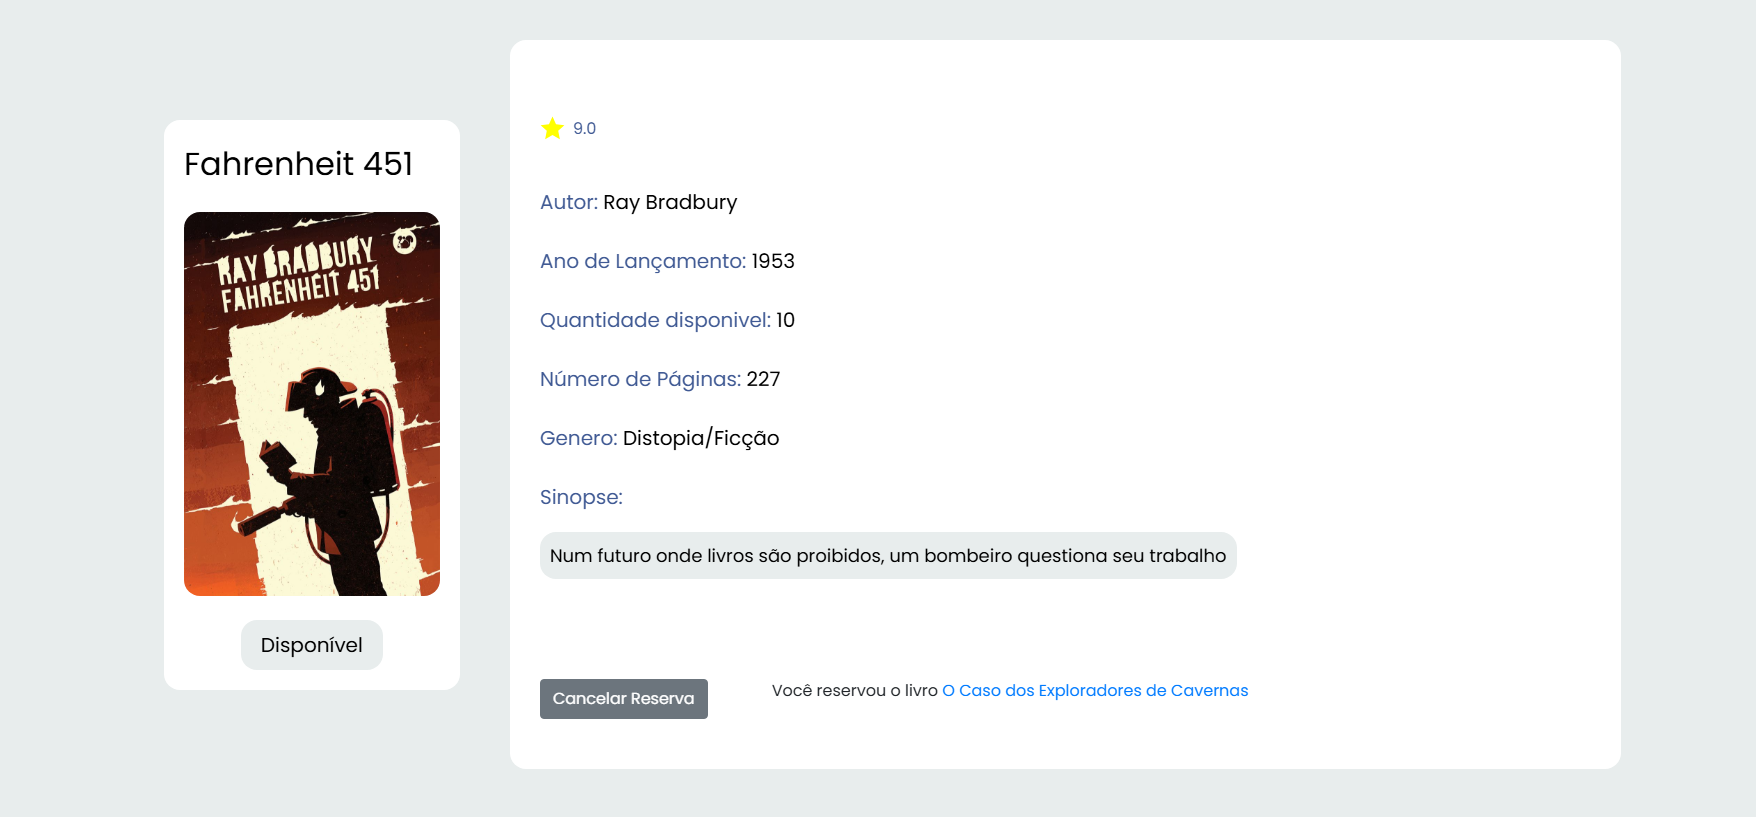 Fahrenheit 451
RAY BRADBURY
FAHRENHEIT 451
Disponível
9.0
Autor: Ray Bradbury
Ano de Lançamento: 1953
Quantidade disponivel: 10
Número de Páginas: 227
Genero: Distopia/Ficção
Sinopse:
Num futuro onde livros são proibidos, um bombeiro questiona seu trabalho
Cancelar Reserva
Você reservou o livro O Caso dos Exploradores de Cavernas